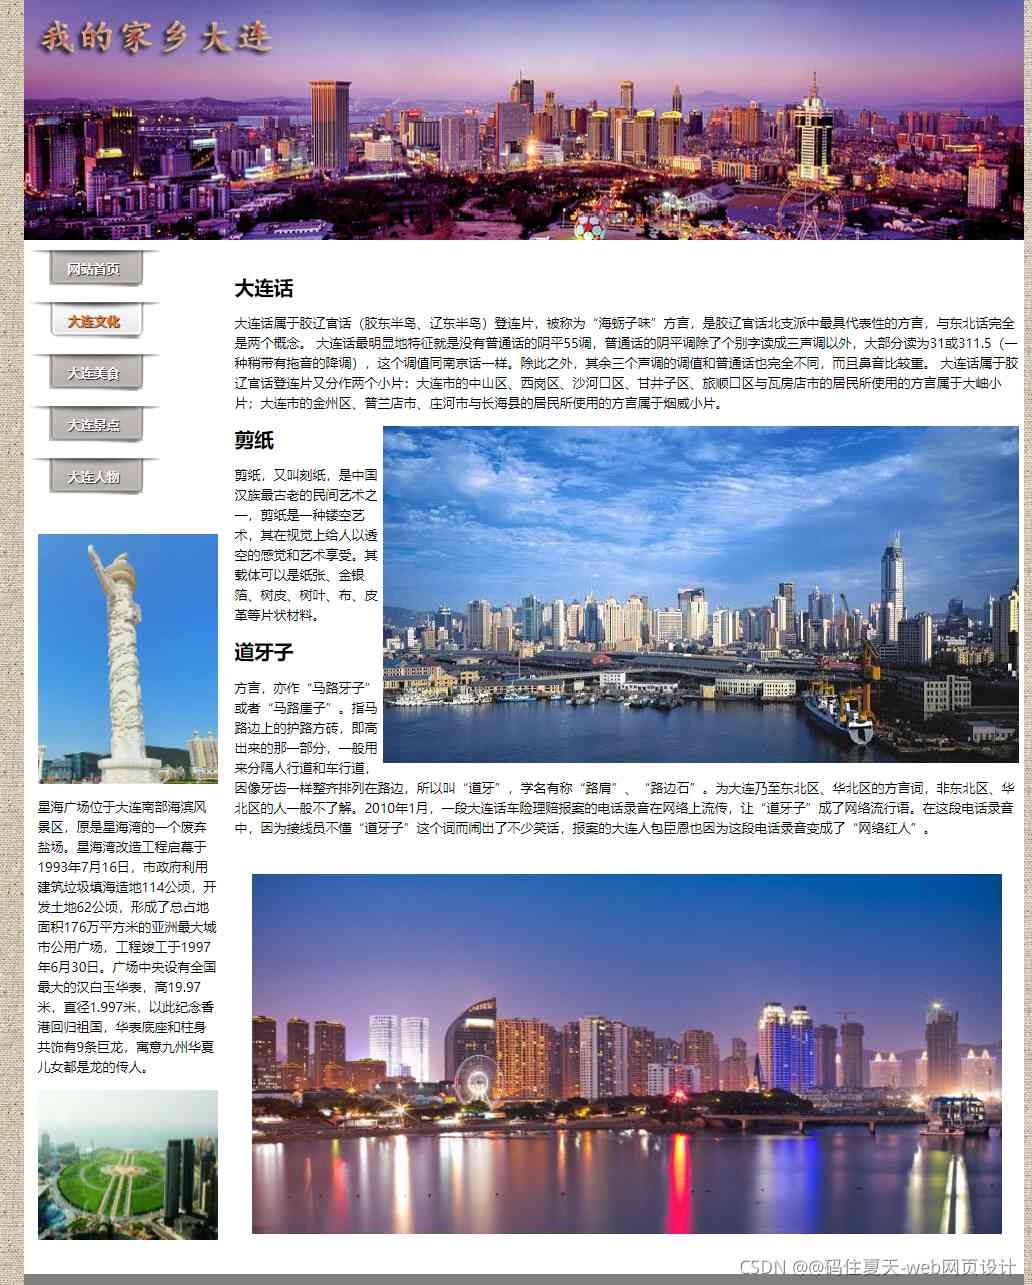 我的家乡大连
网站首页
大连文化
大连美食
大连景点
大连人物
星海广场位于大连南部海滨风
景区，原是星海湾的一个废弃
盐场。星海湾改造工程启幕于
1993年7月16日，市政府利用
建筑垃圾填海造地114公顷，开
发土地62公顷，形成了总占地
面积176万平方米的亚洲最大城
市公用广场，工程竣工于1997
年6月30日。广场中央设有全国
最大的汉白玉华表，高19.97
米，直径1.997米，以此纪念香
港回归祖国，华表底座和柱身
共饰有9条巨龙，寓意九州华夏
儿女都是龙的传人。
大连话
大连话属于胶辽官话（胶东半岛、辽东半岛）登连片，被称为“海蛎子味”方言，是胶辽官话北支派中最具代表性的方言，与东北话完全
是两个概念。 大连话最明显地特征就是没有普通话的阴平55调，普通话的阴平调除了个别字读成三声调以外，大部分读为31或311.5（一
种稍带有拖音的降调），这个调值同南京话一样。除此之外，其余三个声调的调值和普通话也完全不同，而且鼻音比较重。 大连话属于胶
辽官话登连片又分作两个小片；大连市的中山区、西岗区、沙河口区、甘井子区、旅顺口区与瓦房店市的居民所使用的方言属于大岫小
片；大连市的金州区、普兰店市、庄河市与长海县的居民所使用的方言属于烟威小片。
剪纸
剪纸，又叫刻纸，是中国
汉族最古老的民间艺术之
一，剪纸是一种镂空艺
术，其在视觉上给人以透
空的感觉和艺术享受。其
载体可以是纸张、金银
箔、树皮、树叶、布、皮
革等片状材料。
道牙子
方言，亦作“马路牙子”
或者“马路崖子”。指马
路边上的护路方砖，即高
出来的那一部分，一般用
来分隔人行道和车行道，
因像牙齿一样整齐排列在路边，所以叫“道牙”，学名有称“路肩”、“路边石”。为大连乃至东北区、华北区的方言词，非东北区、华
北区的人一般不了解。2010年1月，一段大连话车险理赔报案的电话录音在网络上流传，让“道牙子”成了网络流行语。在这段电话录音
中，因为接线员不懂“道牙子”这个词而闹出了不少笑话，报案的大连人包臣恩也因为这段电话录音变成了“网络红人”。
CSDN @@码住夏天-web网页设计